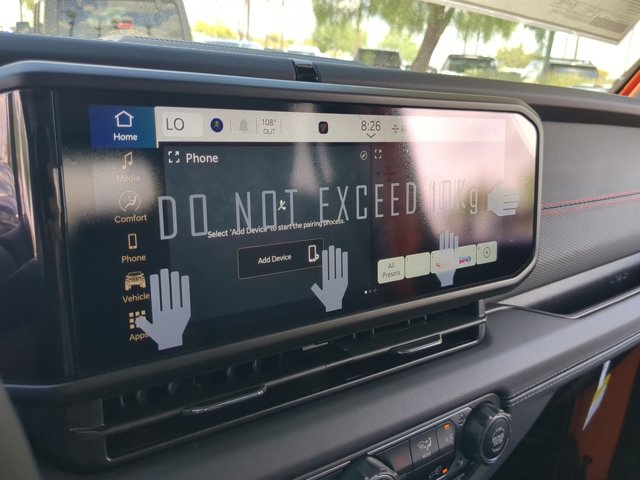 Home
LO
108°
OUT
8:26
Media
Phone
Comfort
DO NOT EXCEED 10Kg
Select 'Add Device' to start the pairing process.
Phone
Add Device
All
Presets
Vehicle
Apps